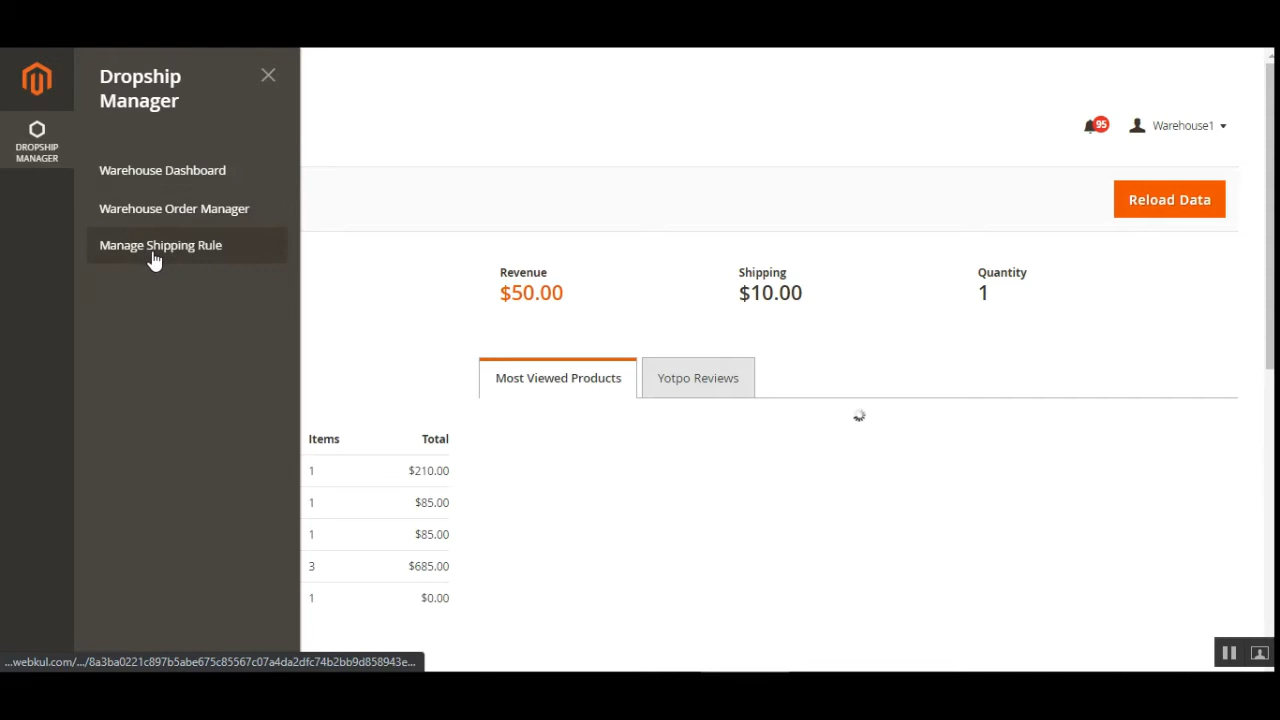 Dropship
Manager
DROPSHIP
MANAGER
Warehouse Dashboard
Warehouse Order Manager
Manage Shipping Rule
95
Warehouse1
Reload Data
Revenue
$50.00
Shipping
$10.00
Quantity
1
Most Viewed Products
Yotpo Reviews
Items Total
1 $210.00
1 $85.00
1 $85.00
3 $685.00
1 $0.00
...webkul.com/.../8a3ba0221c897b5abe675c85567c07a4da2dfc74b2bb9d858943e...